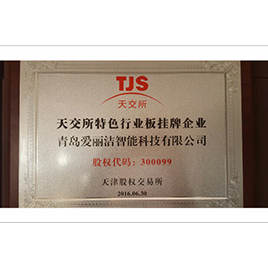 TJS
天交所
天交所特色行业板挂牌企业
青岛爱丽洁智能科技有限公司
股权代码：300099
天津股权交易所
2016.06.30